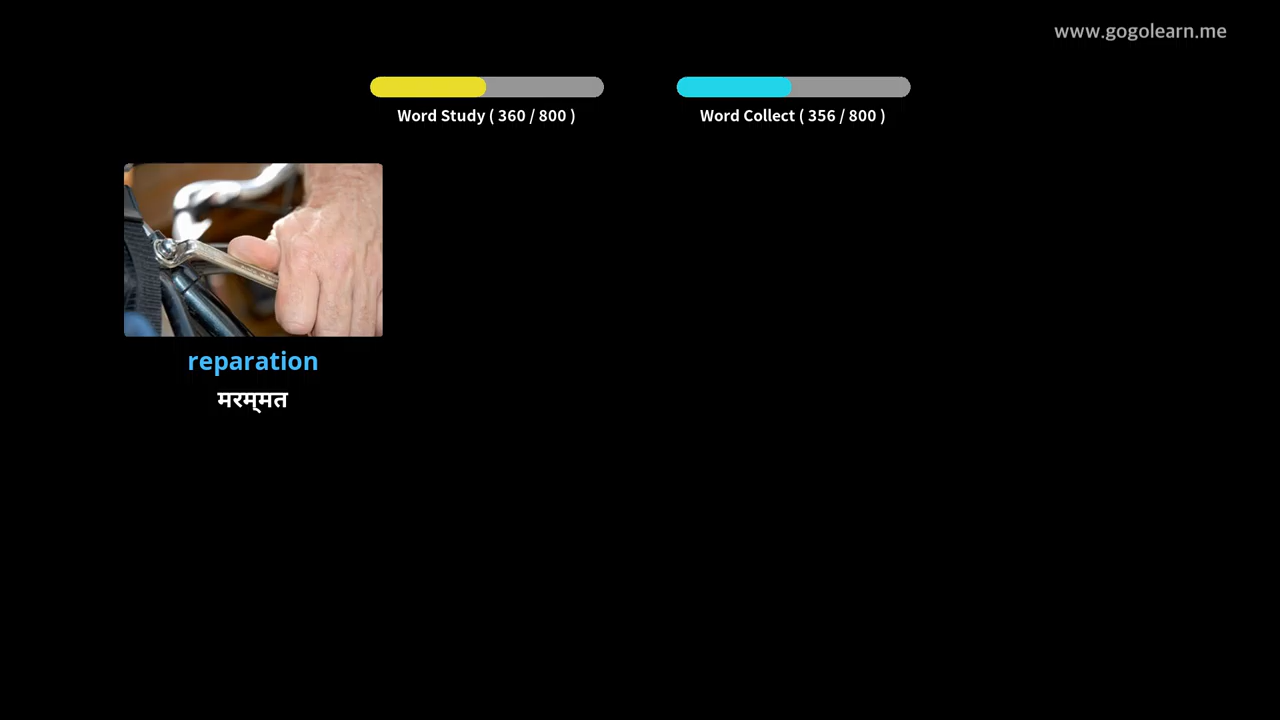 www.gogolearn.me
Word Study ( 360 / 800 )
Word Collect ( 356 / 800 )
reparation
मरम्मत